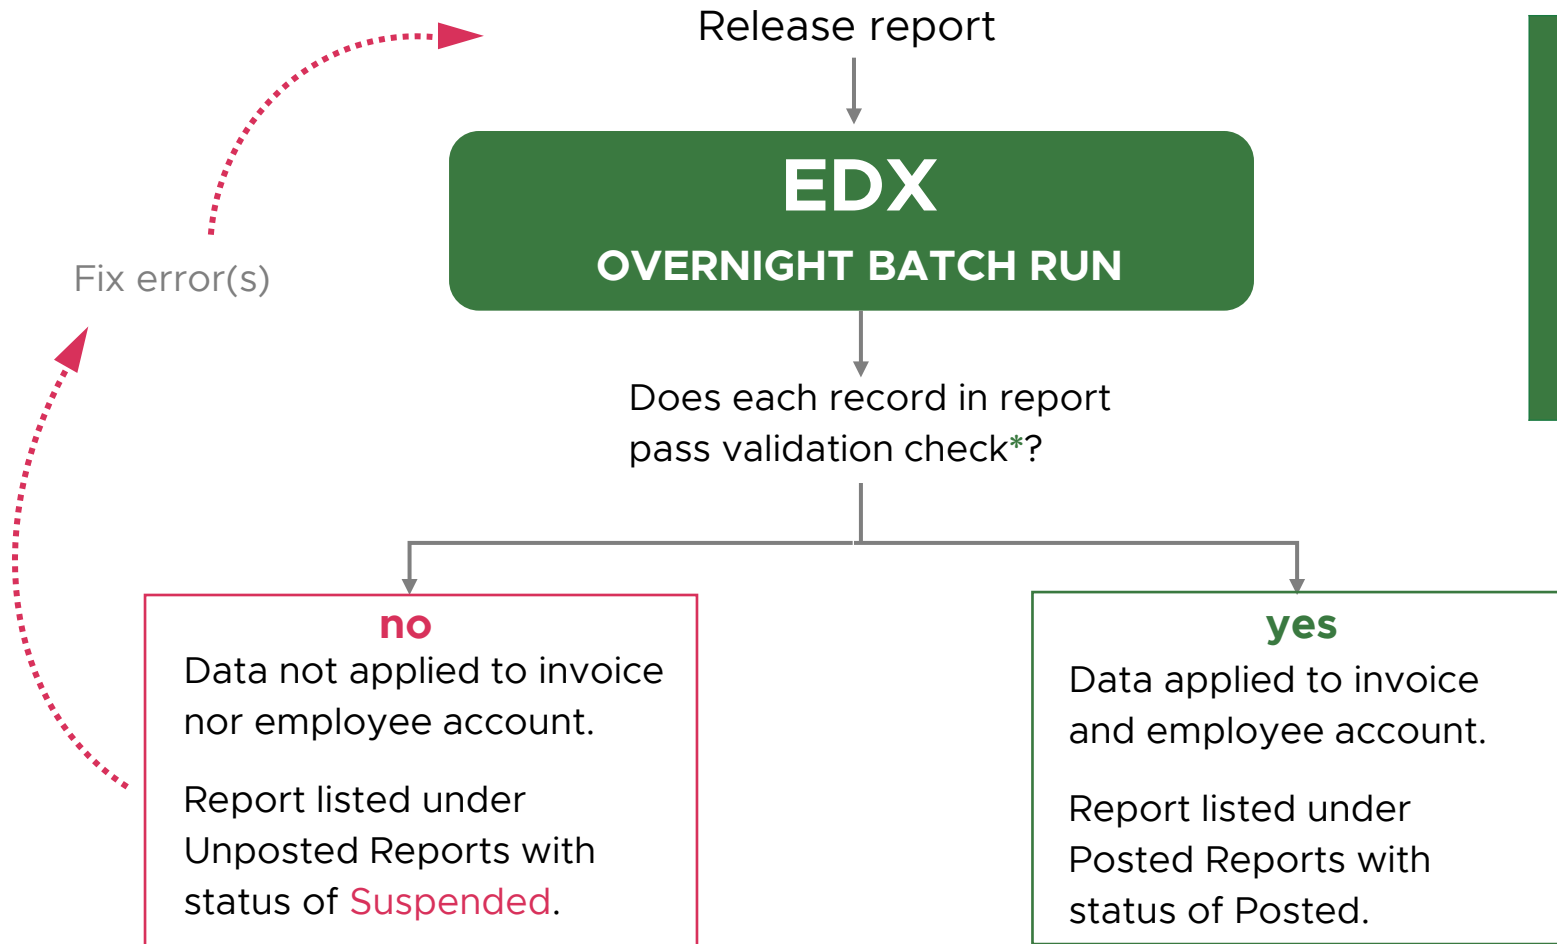 Release report
EDX
OVERNIGHT BATCH RUN
Fix error(s)
Does each record in report
pass validation check*?
no
Data not applied to invoice
nor employee account.
Report listed under
Unposted Reports with
status of Suspended.
yes
Data applied to invoice
and employee account.
Report listed under
Posted Reports with
status of Posted.